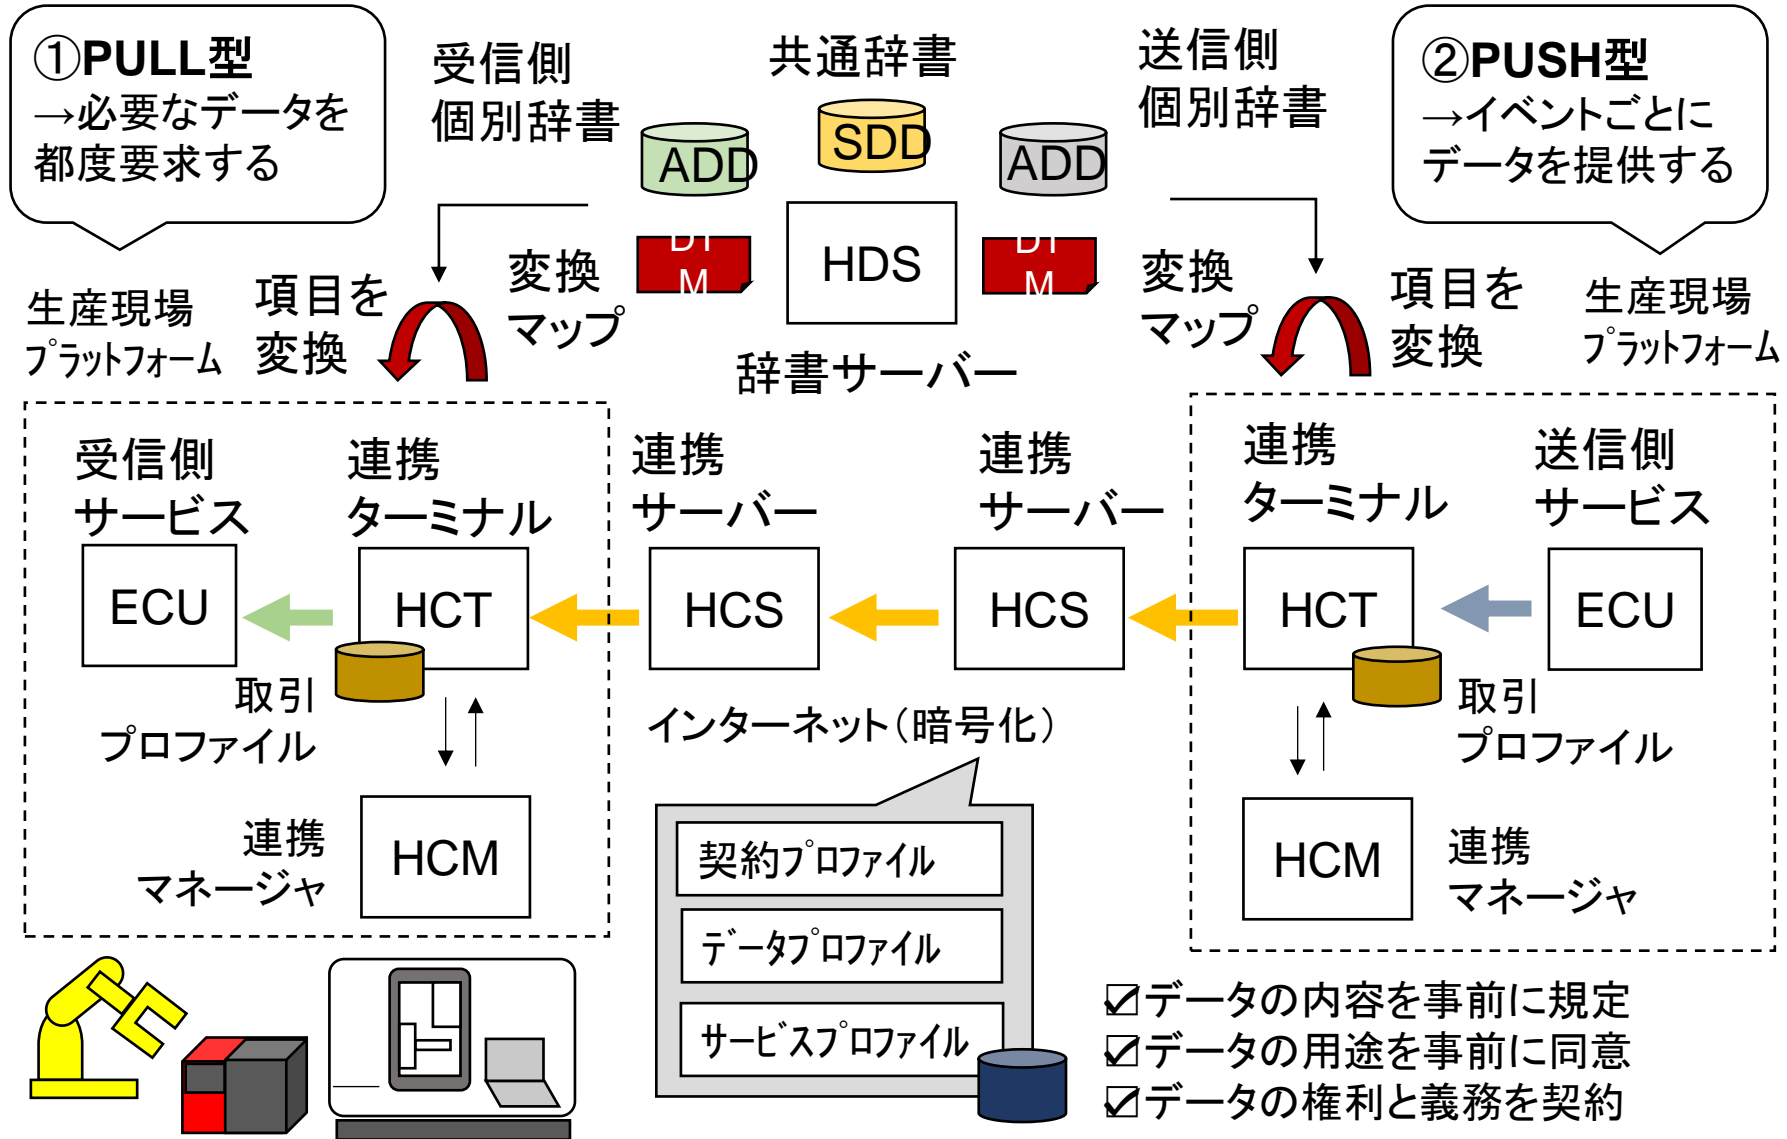 ①PULL型
→必要なデータを
都度要求する
受信側
個別辞書
共通辞書
送信側
個別辞書
②PUSH型
→イベントごとに
データを提供する
ADD
SDD
ADD
DT
M
HDS
DT
M
変換
マップ
変換
マップ
項目を
変換
項目を
変換
生産現場
プラットフォーム
生産現場
プラットフォーム
辞書サーバー
受信側
サービス
連携
ターミナル
連携
サーバー
連携
サーバー
連携
ターミナル
送信側
サービス
ECU
HCT
HCS
HCS
HCT
ECU
取引
プロファイル
インターネット（暗号化）
取引
プロファイル
連携
マネージャ
HCM
HCM
連携
マネージャ
契約プロファイル
データプロファイル
サービスプロファイル
☑データの内容を事前に規定
☑データの用途を事前に同意
☑データの権利と義務を契約